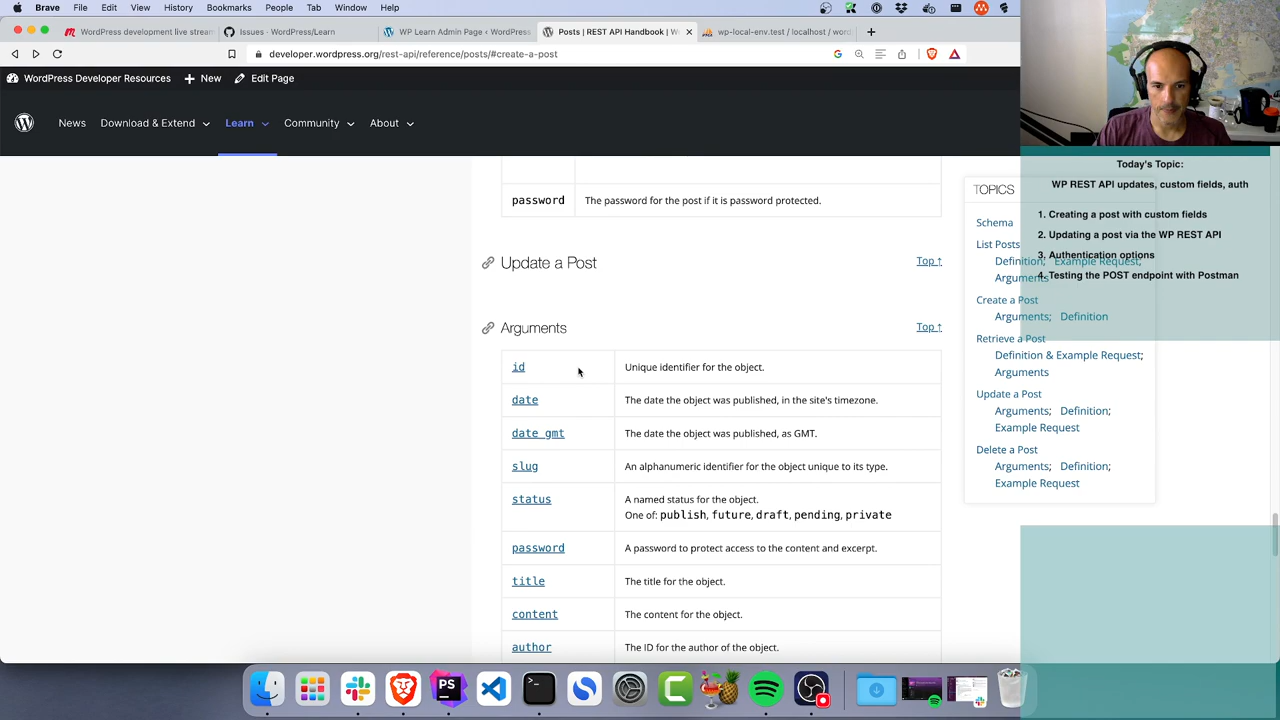 Brave File Edit View History Bookmarks People Tab Window Help
WordPress development live stream
Issues · WordPress/Learn
WP Learn Admin Page ‹ WordPress
Posts | REST API Handbook | W
wp-local-env.test / localhost / wor
developer.wordpress.org/rest-api/reference/posts/#create-a-post
WordPress Developer Resources New Edit Page
News Download & Extend Learn Community About
password The password for the post if it is password protected.
Update a Post Top ↑
Arguments Top ↑
id Unique identifier for the object.
date The date the object was published, in the site's timezone.
date_gmt The date the object was published, as GMT.
slug An alphanumeric identifier for the object unique to its type.
status A named status for the object.
One of: publish, future, draft, pending, private
password A password to protect access to the content and excerpt.
title The title for the object.
content The content for the object.
author The ID for the author of the object.
TOPICS
Schema
List Posts
Definition; Example Request;
Arguments
Create a Post
Arguments; Definition
Retrieve a Post
Definition & Example Request;
Arguments
Update a Post
Arguments; Definition;
Example Request
Delete a Post
Arguments; Definition;
Example Request
Today's Topic:
WP REST API updates, custom fields, auth
1. Creating a post with custom fields
2. Updating a post via the WP REST API
3. Authentication options
4. Testing the POST endpoint with Postman
PS